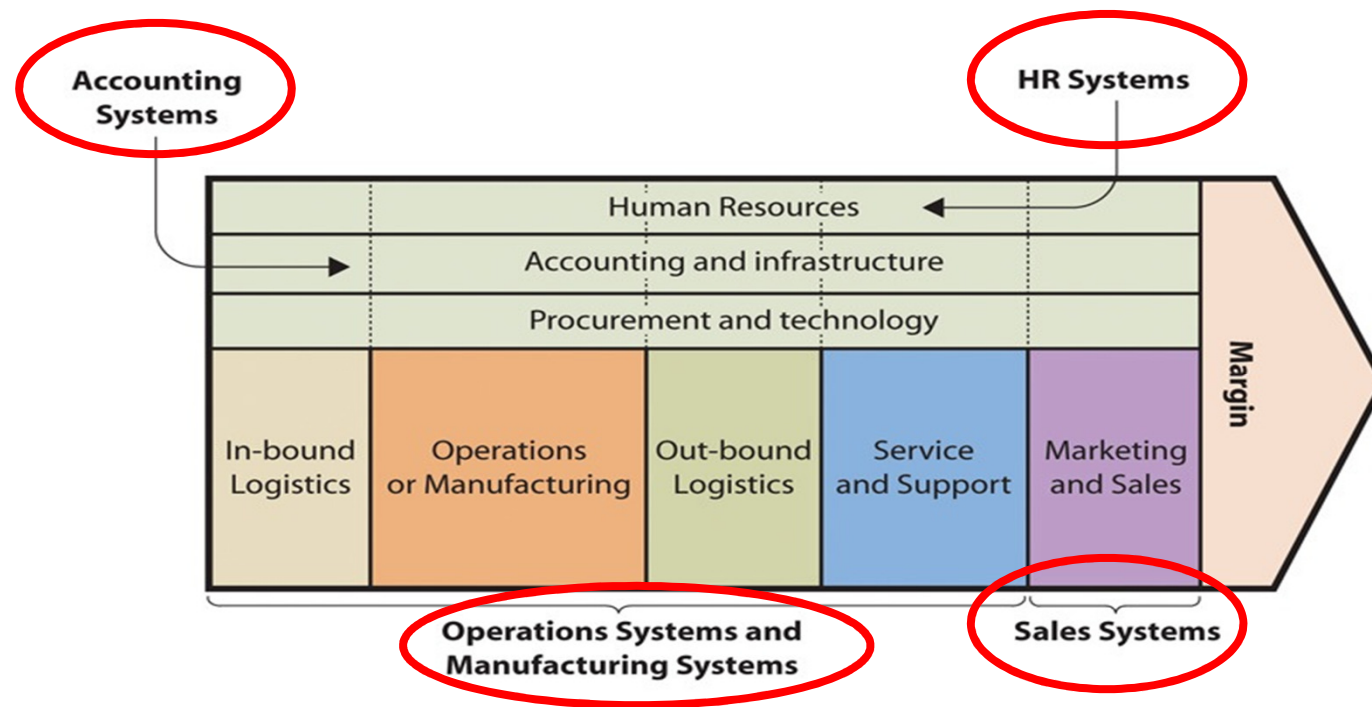 Accounting
Systems
HR Systems
Human Resources
Accounting and infrastructure
Procurement and technology
In-bound
Logistics
Operations
or Manufacturing
Out-bound
Logistics
Service
and Support
Marketing
and Sales
Margin
Operations Systems and
Manufacturing Systems
Sales Systems